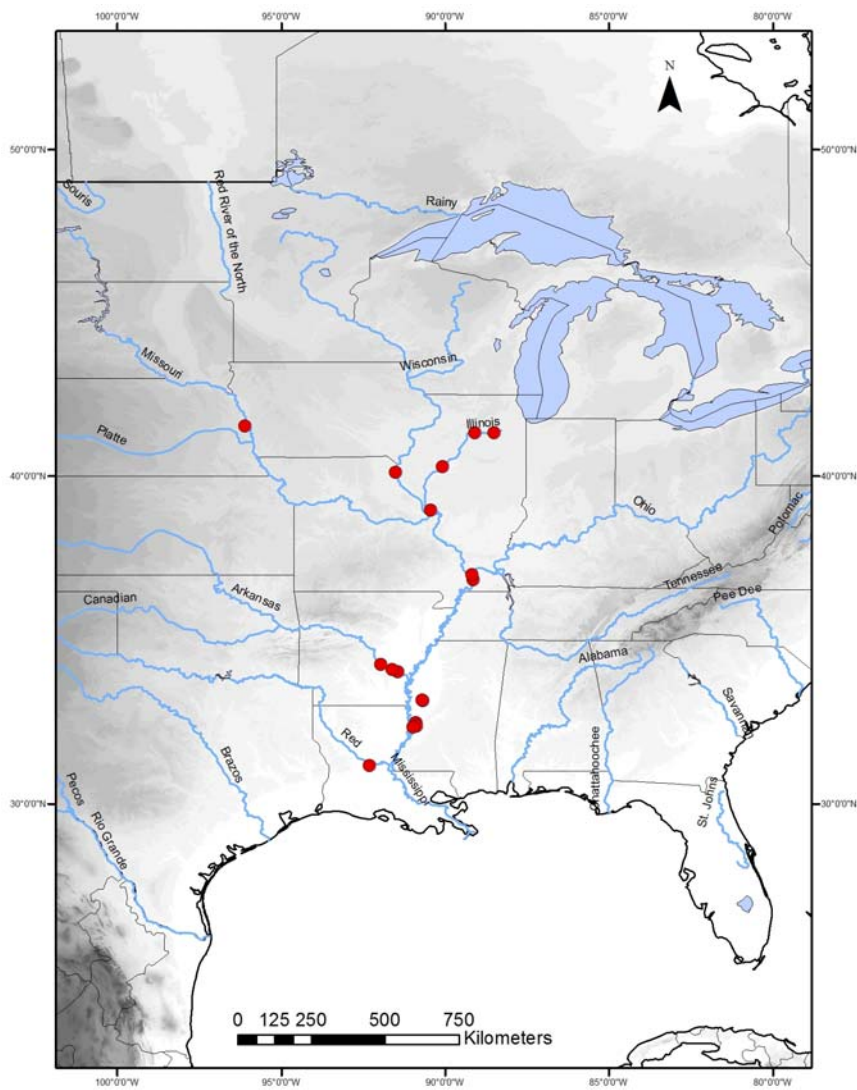 100°0'0"W 95°0'0"W 90°0'0"W 85°0'0"W 80°0'0"W
N
50°0'0"N 50°0'0"N
Souris
Red River of the North
Rainy
Missouri
Wisconsin
Platte
Illinois
40°0'0"N 40°0'0"N
Ohio
Potomac
Arkansas
Canadian
Tennessee
Pee Dee
Alabama
Savannah
Red
Brazos
Mississippi
Chattahoochee
St. Johns
30°0'0"N 30°0'0"N
Pecos
Rio Grande
0 125 250 500 750
Kilometers
100°0'0"W 95°0'0"W 90°0'0"W 85°0'0"W 80°0'0"W